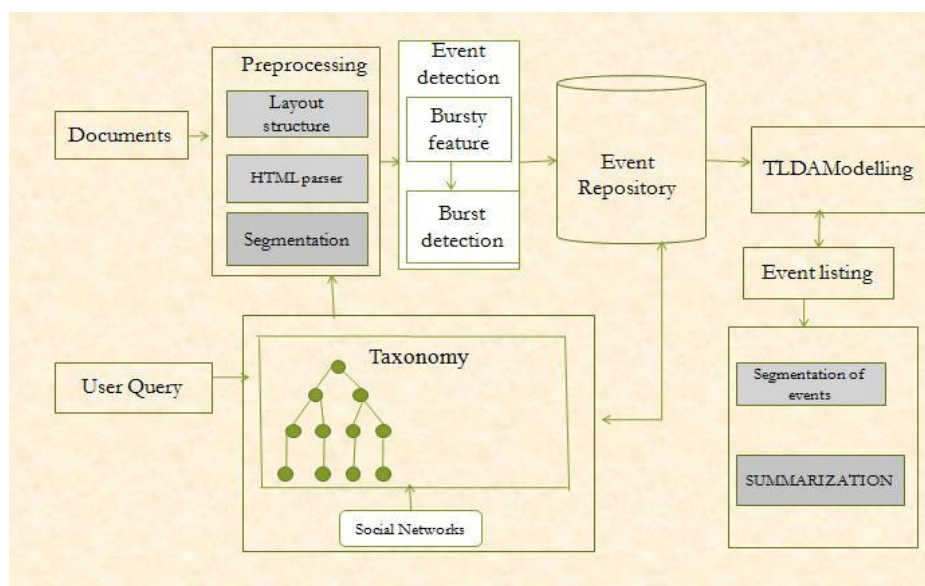 Preprocessing
Layout
structure
HTML parser
Segmentation
Documents
Event
detection
Bursty
feature
Burst
detection
Event
Repository
TLDAModelling
Event listing
Segmentation of
events
SUMMARIZATION
User Query
Taxonomy
Social Networks